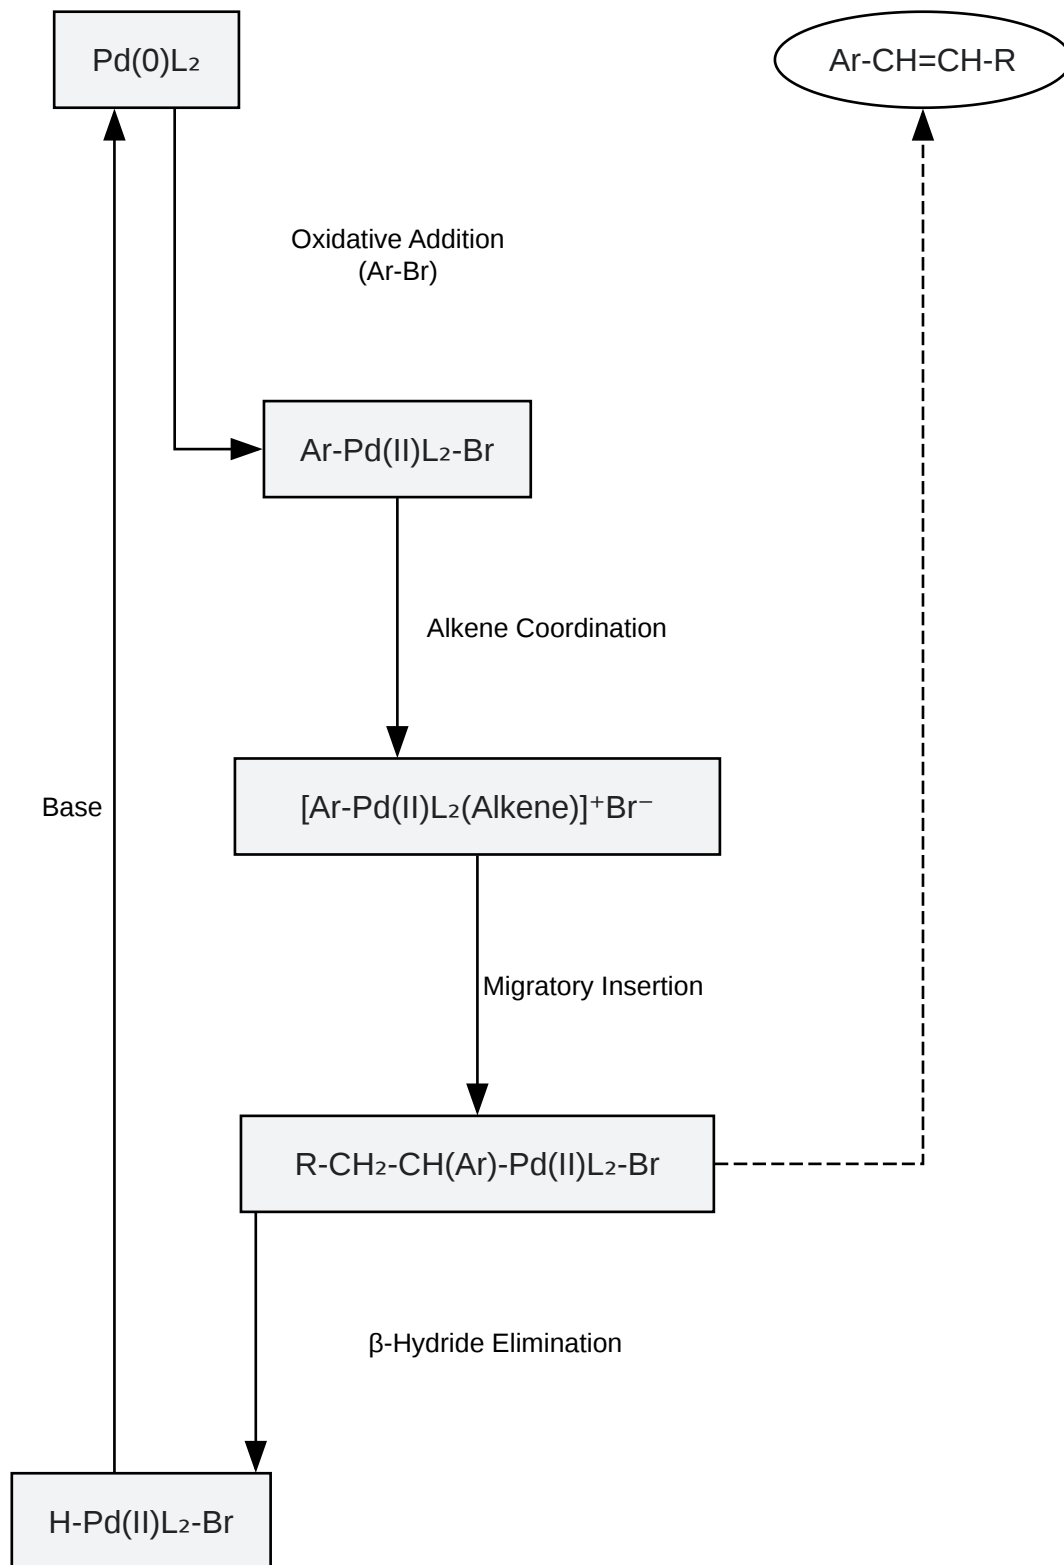 Pd(0)L₂
Ar-CH=CH-R
Oxidative Addition
(Ar-Br)
Ar-Pd(II)L₂-Br
Alkene Coordination
Base
[Ar-Pd(II)L₂(Alkene)]⁺Br⁻
Migratory Insertion
R-CH₂-CH(Ar)-Pd(II)L₂-Br
β-Hydride Elimination
H-Pd(II)L₂-Br